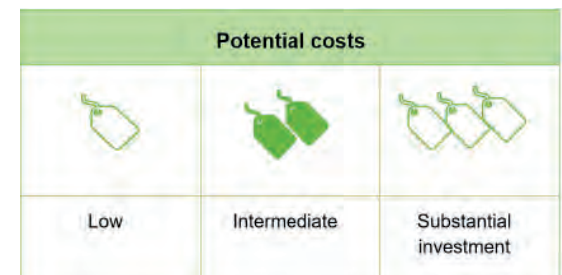 Potential costs
Low
Intermediate
Substantial
investment